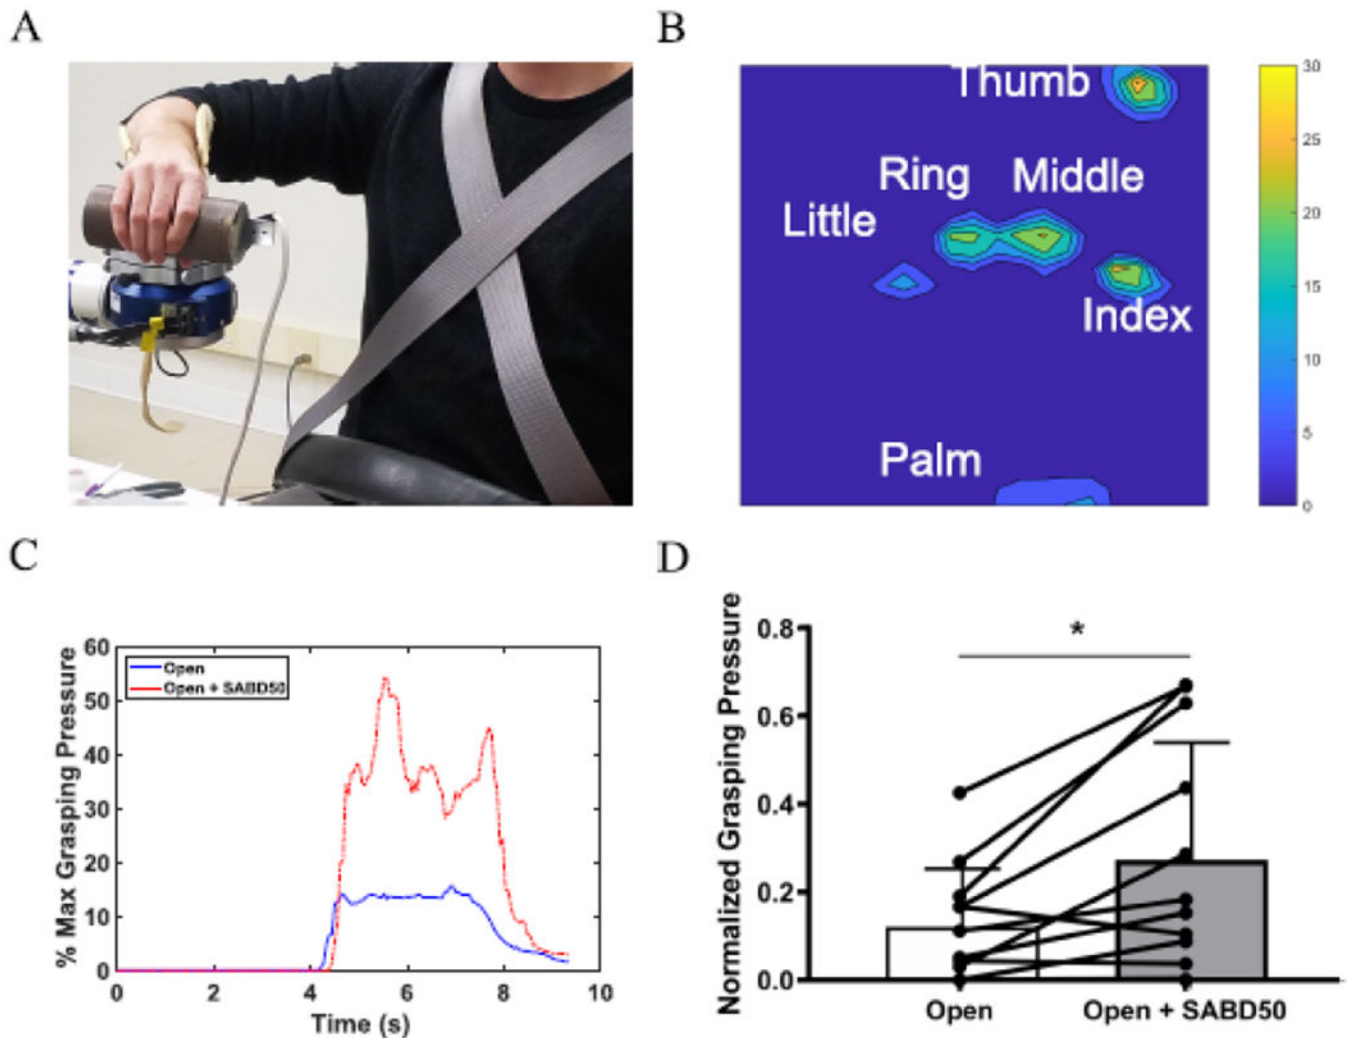 A
B
Thumb
Ring Middle
Little
Index
Palm
30
25
20
15
10
5
0
C
% Max Grasping Pressure
60
50
40
30
20
10
0
Open
Open + SABD50
0 2 4 6 8 10
Time (s)
D
Normalized Grasping Pressure
0.8
0.6
0.4
0.2
0.0
*
Open Open + SABD50